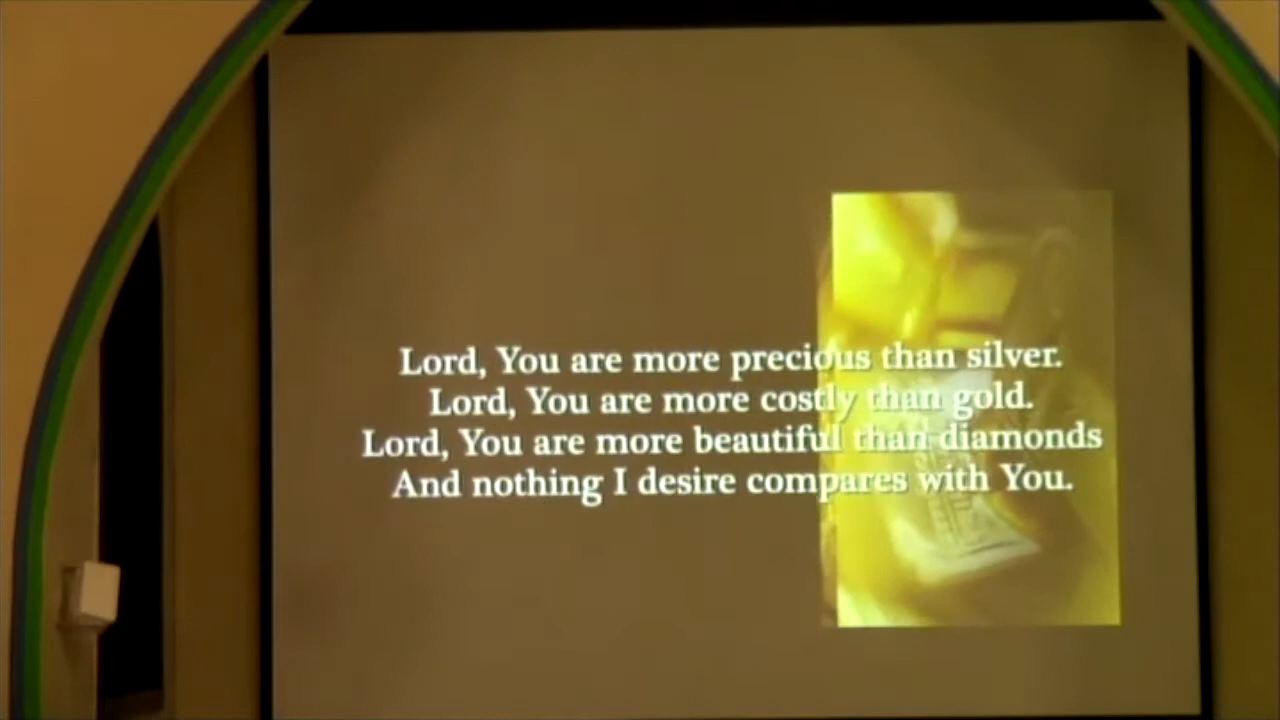 Lord, You are more precious than silver.
Lord, You are more costly than gold.
Lord, You are more beautiful than diamonds
And nothing I desire compares with You.